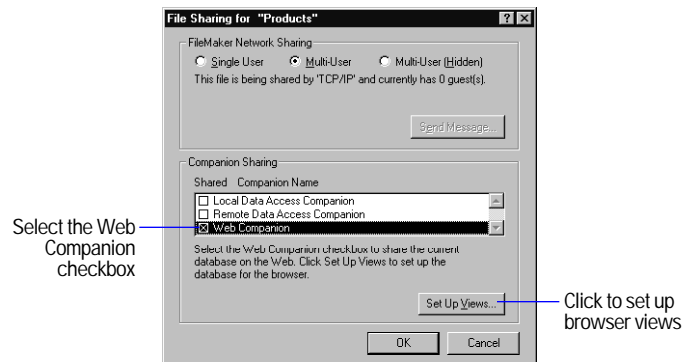 File Sharing for "Products"
FileMaker Network Sharing
Single User
Multi-User
Multi-User (Hidden)
This file is being shared by 'TCP/IP' and currently has 0 guest(s).
Send Message...
Companion Sharing
Shared Companion Name
Local Data Access Companion
Remote Data Access Companion
Web Companion
Select the Web Companion checkbox to share the current
database on the Web. Click Set Up Views to set up the
database for the browser.
Set Up Views...
OK
Cancel
Select the Web
Companion
checkbox
Click to set up
browser views